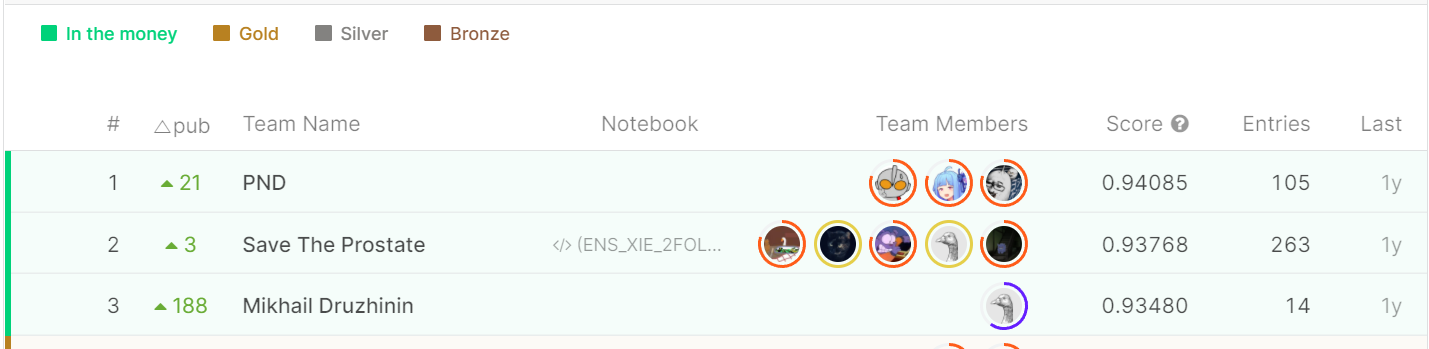 In the money Gold Silver Bronze
# △pub Team Name Notebook Team Members Score ? Entries Last
1 21 PND 0.94085 105 1y
2 3 Save The Prostate </> (ENS_XIE_2FOL... 0.93768 263 1y
3 188 Mikhail Druzhinin 0.93480 14 1y